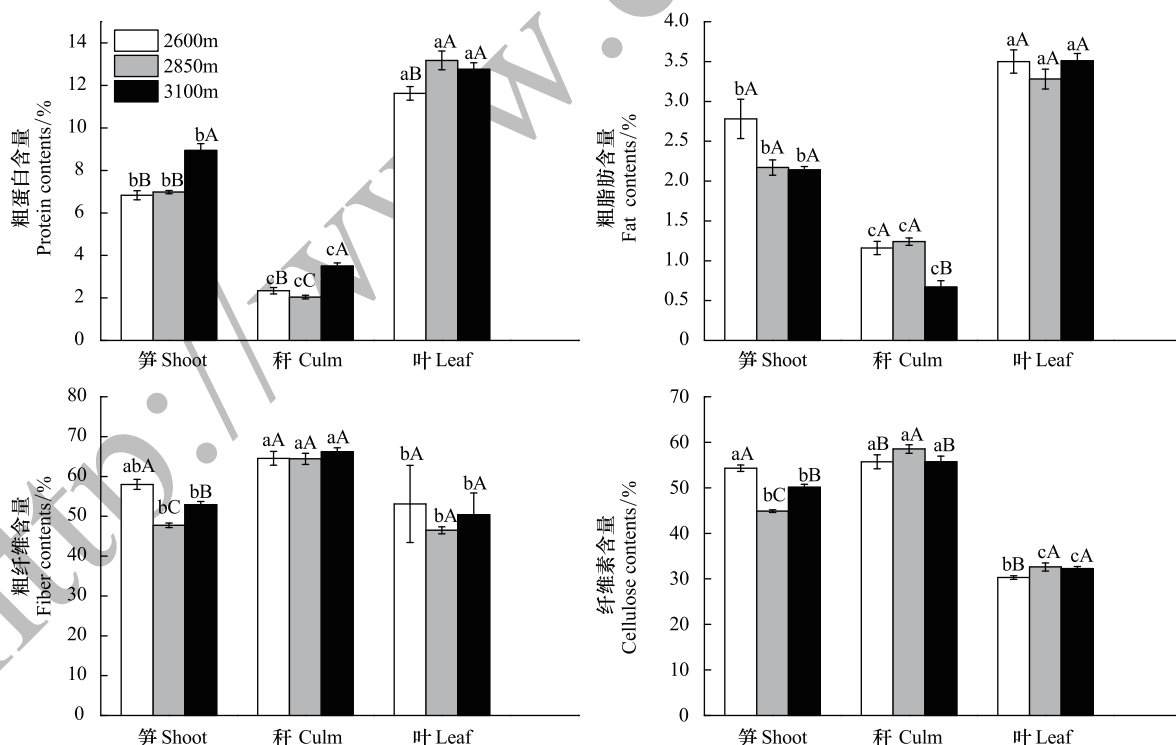 粗蛋白含量
Protein contents/%
14
12
10
8
6
4
2
0
2600m
2850m
3100m
bB bB bA
cB cC cA
aB aA aA
笋 Shoot 秆 Culm 叶 Leaf
粗脂肪含量
Fat contents/%
4.0
3.5
3.0
2.5
2.0
1.5
1.0
0.5
0
bA bA bA
cA cA cB
aA aA aA
笋 Shoot 秆 Culm 叶 Leaf
粗纤维含量
Fiber contents/%
80
70
60
50
40
30
20
10
0
abA bC bB
aA aA aA
bA bA bA
笋 Shoot 秆 Culm 叶 Leaf
纤维素含量
Cellulose contents/%
70
60
50
40
30
20
10
0
aA bC bB
aB aA aB
bB cA cA
笋 Shoot 秆 Culm 叶 Leaf
http://www.